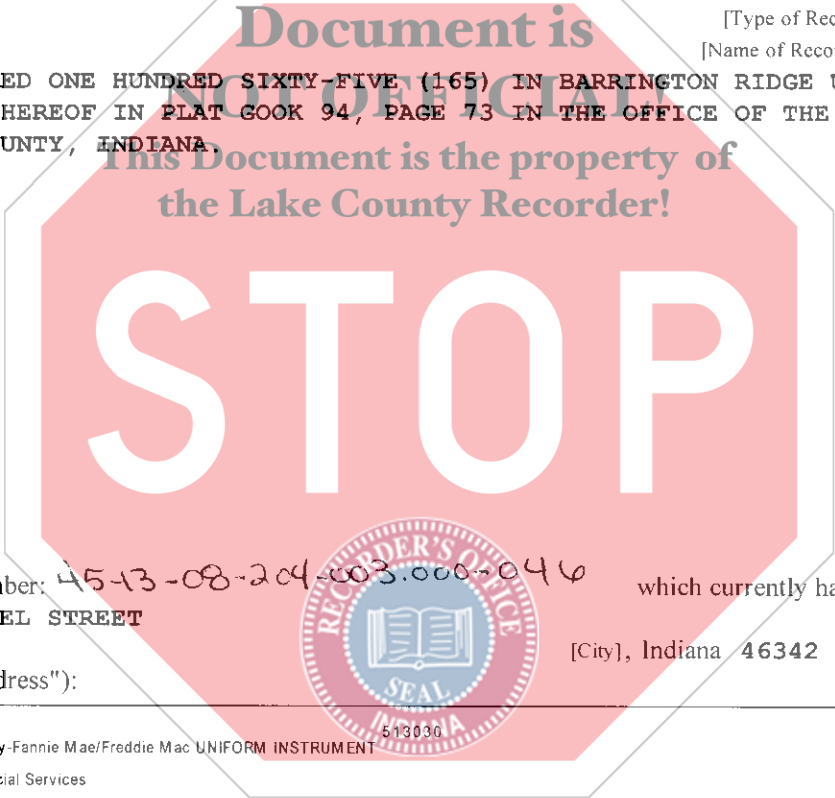 Document is
[Type of Rec
NOT OFFICIAL!
[Name of Reco
ED ONE HUNDRED SIXTY-FIVE (165) IN BARRINGTON RIDGE U
HEREOF IN PLAT GOOK 94, PAGE 73 IN THE OFFICE OF THE
UNTY, INDIANA.
This Document is the property of
the Lake County Recorder!
STOP
RECORDER'S OFFICE
SEAL
INDIANA
ber: 45-13-08-204-003.000-046 which currently ha
EL STREET
[City], Indiana 46342
dress"):
513030
y-Fannie Mae/Freddie Mac UNIFORM INSTRUMENT
cial Services